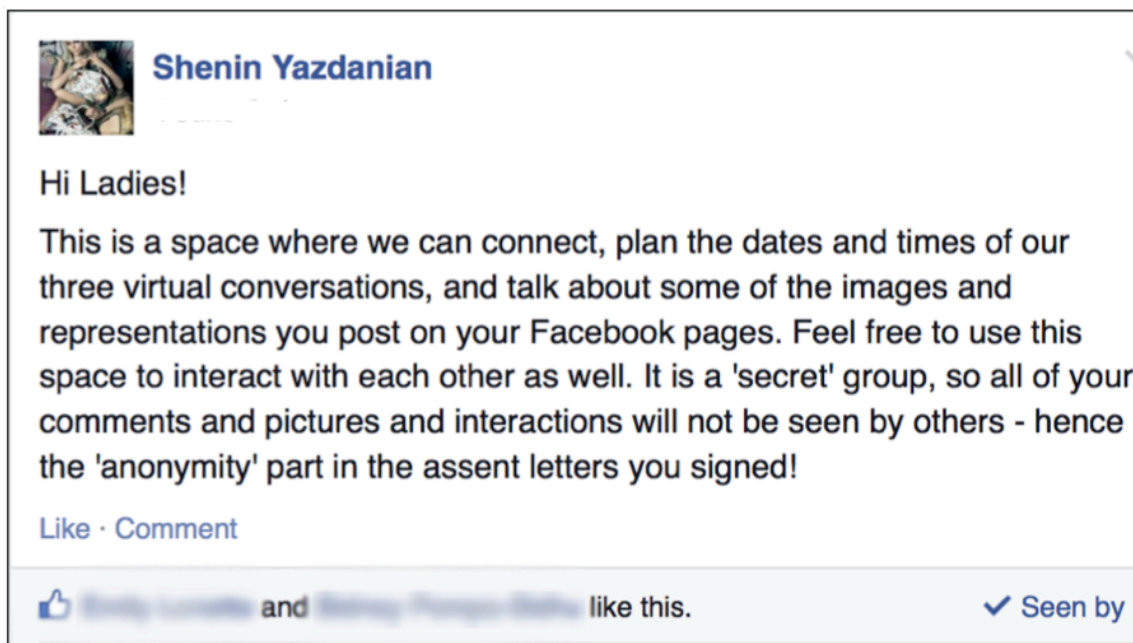 Shenin Yazdanian
Hi Ladies!
This is a space where we can connect, plan the dates and times of our
three virtual conversations, and talk about some of the images and
representations you post on your Facebook pages. Feel free to use this
space to interact with each other as well. It is a 'secret' group, so all of your
comments and pictures and interactions will not be seen by others - hence
the 'anonymity' part in the assent letters you signed!
Like · Comment
and like this.
Seen by